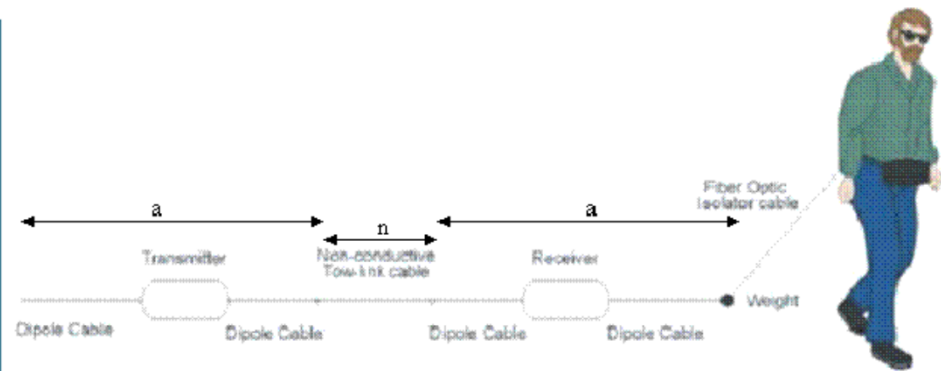 Fiber Optic
Isolator cable
a
n
a
Transmitter
Non-conductive
Tow-link cable
Receiver
Weight
Dipole Cable
Dipole Cable
Dipole Cable
Dipole Cable